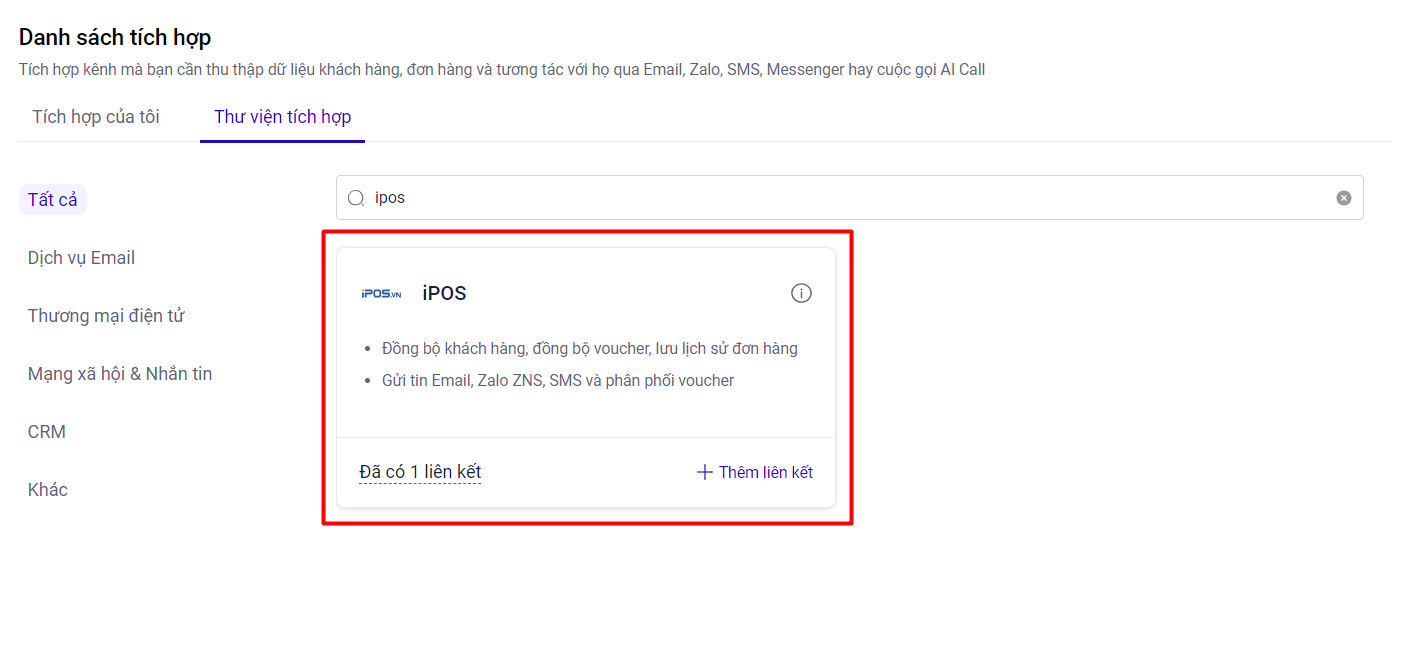 Danh sách tích hợp
Tích hợp kênh mà bạn cần thu thập dữ liệu khách hàng, đơn hàng và tương tác với họ qua Email, Zalo, SMS, Messenger hay cuộc gọi AI Call
Tích hợp của tôi
Thư viện tích hợp
Tất cả
Dịch vụ Email
Thương mại điện tử
Mạng xã hội & Nhắn tin
CRM
Khác
ipos
iPOS.VN
iPOS
Đồng bộ khách hàng, đồng bộ voucher, lưu lịch sử đơn hàng
Gửi tin Email, Zalo ZNS, SMS và phân phối voucher
Đã có 1 liên kết
Thêm liên kết